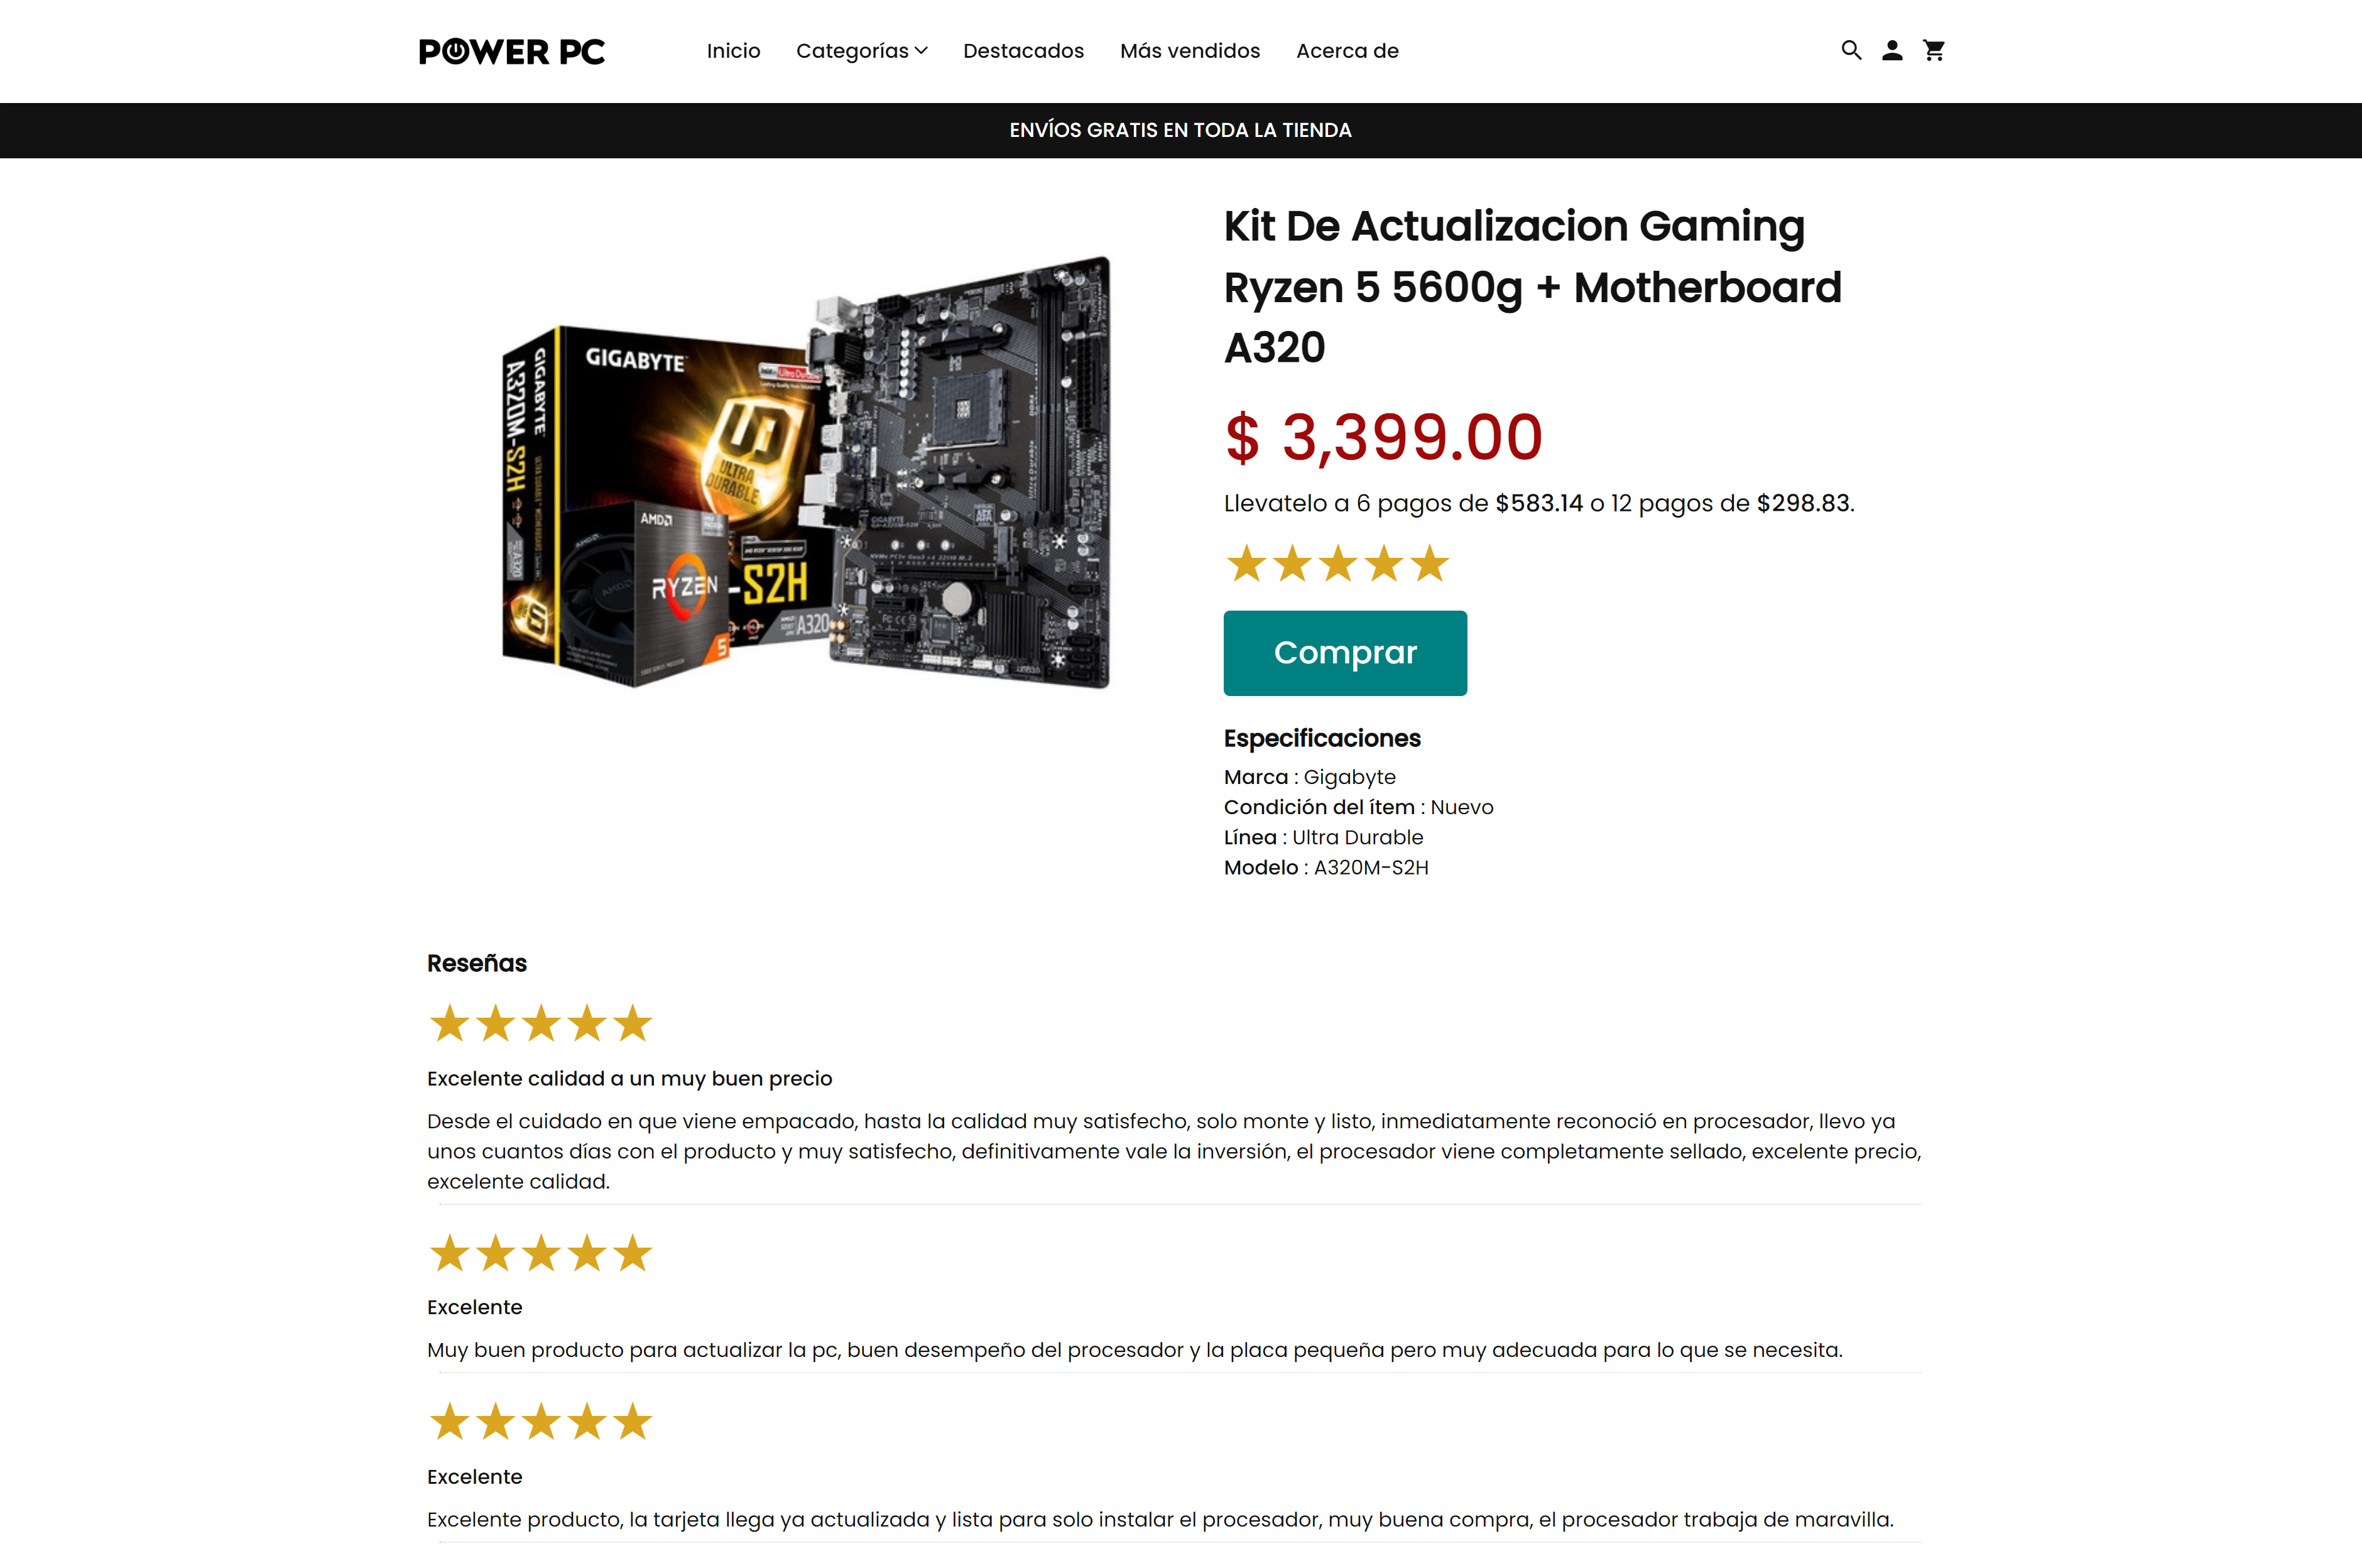 POWER PC
Inicio
Categorías
Destacados
Más vendidos
Acerca de
ENVÍOS GRATIS EN TODA LA TIENDA
GIGABYTE
A320M-S2H
GIGABYTE
ULTRA
DURABLE
AMD
RYZEN
5
-S2H
A320
Kit De Actualizacion Gaming
Ryzen 5 5600g + Motherboard
A320
$ 3,399.00
Llevatelo a 6 pagos de $583.14 o 12 pagos de $298.83.
Comprar
Especificaciones
Marca : Gigabyte
Condición del ítem : Nuevo
Línea : Ultra Durable
Modelo : A320M-S2H
Reseñas
Excelente calidad a un muy buen precio
Desde el cuidado en que viene empacado, hasta la calidad muy satisfecho, solo monte y listo, inmediatamente reconoció en procesador, llevo ya
unos cuantos días con el producto y muy satisfecho, definitivamente vale la inversión, el procesador viene completamente sellado, excelente precio,
excelente calidad.
Excelente
Muy buen producto para actualizar la pc, buen desempeño del procesador y la placa pequeña pero muy adecuada para lo que se necesita.
Excelente
Excelente producto, la tarjeta llega ya actualizada y lista para solo instalar el procesador, muy buena compra, el procesador trabaja de maravilla.